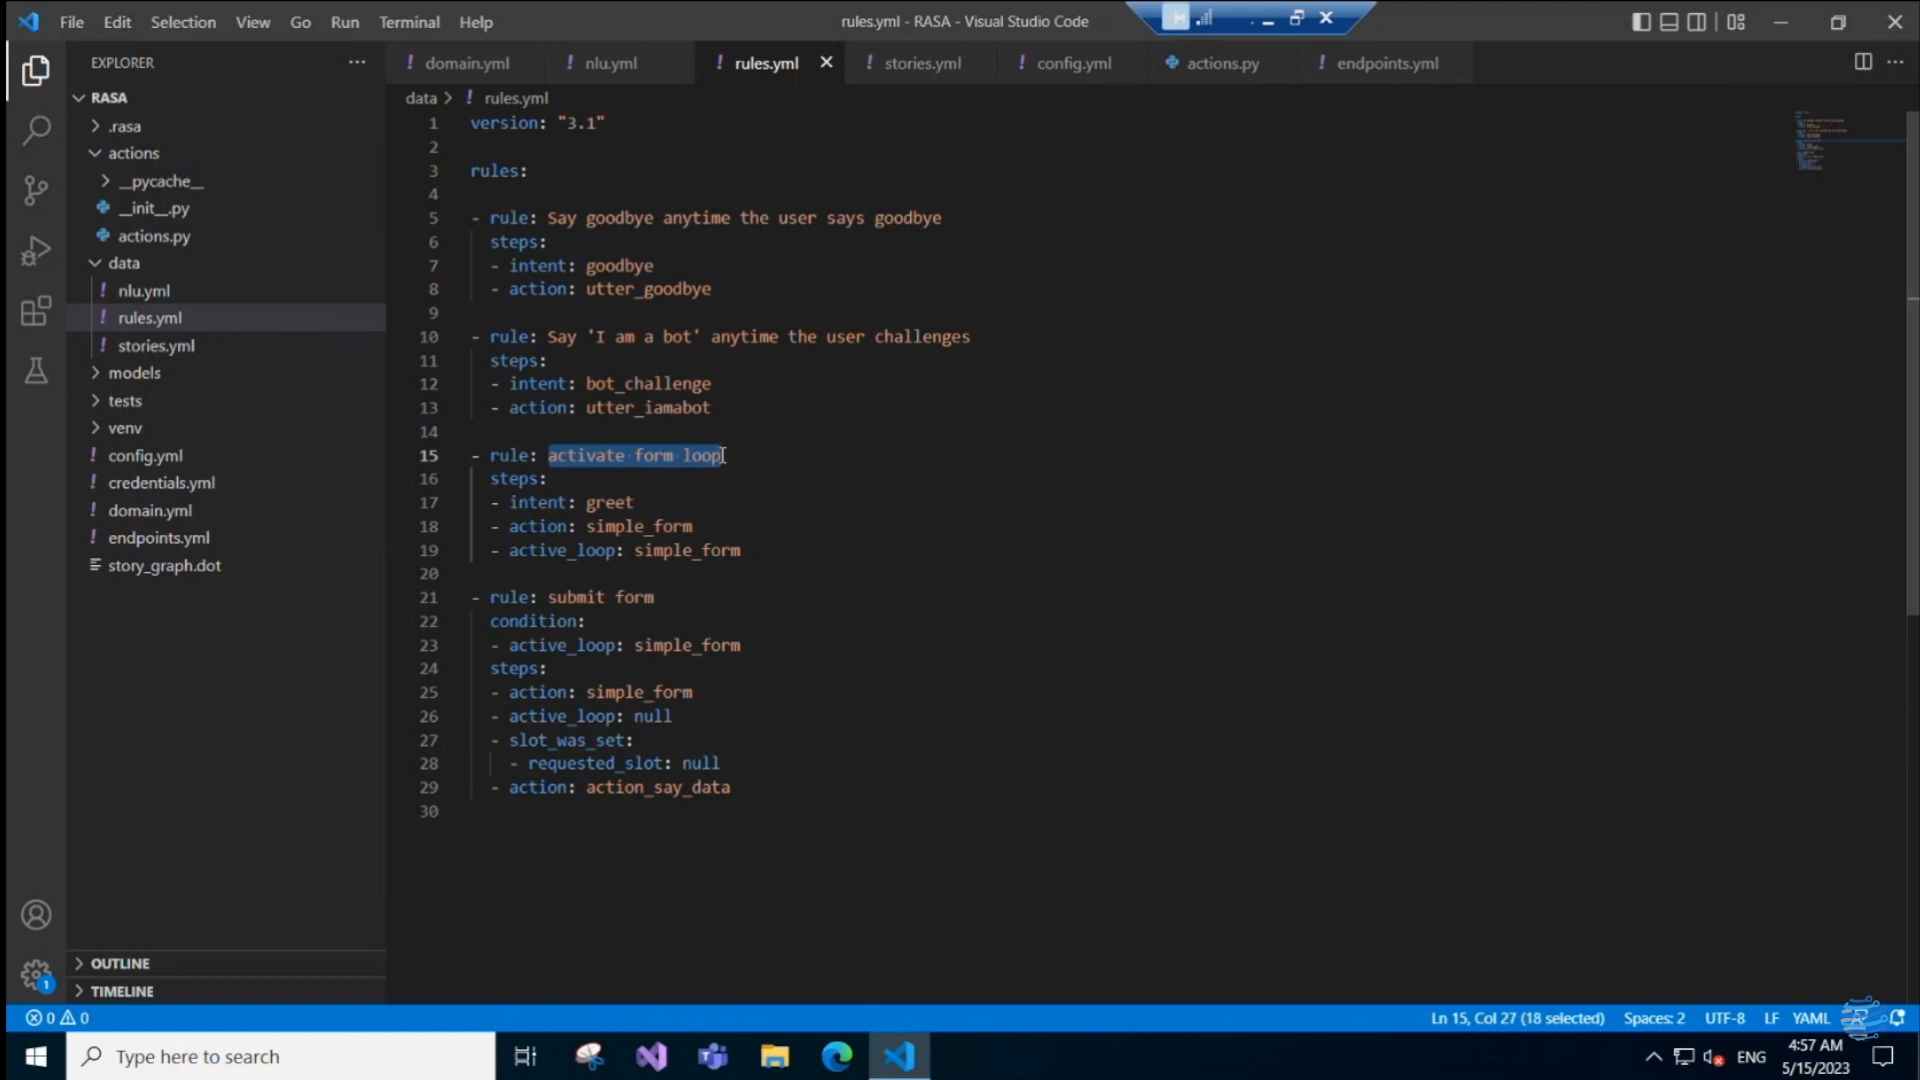 File Edit Selection View Go Run Terminal Help
rules.yml - RASA - Visual Studio Code
EXPLORER
RASA
.rasa
actions
__pycache__
__init__.py
actions.py
data
nlu.yml
rules.yml
stories.yml
models
tests
venv
config.yml
credentials.yml
domain.yml
endpoints.yml
story_graph.dot
OUTLINE
TIMELINE
domain.yml nlu.yml rules.yml stories.yml config.yml actions.py endpoints.yml
data > rules.yml
1 version: "3.1"
2
3 rules:
4
5 - rule: Say goodbye anytime the user says goodbye
6 steps:
7 - intent: goodbye
8 - action: utter_goodbye
9
10 - rule: Say 'I am a bot' anytime the user challenges
11 steps:
12 - intent: bot_challenge
13 - action: utter_iamabot
14
15 - rule: activate form loop
16 steps:
17 - intent: greet
18 - action: simple_form
19 - active_loop: simple_form
20
21 - rule: submit form
22 condition:
23 - active_loop: simple_form
24 steps:
25 - action: simple_form
26 - active_loop: null
27 - slot_was_set:
28 - requested_slot: null
29 - action: action_say_data
30
1
0 0
Ln 15, Col 27 (18 selected) Spaces: 2 UTF-8 LF YAML
Type here to search
ENG
4:57 AM
5/15/2023